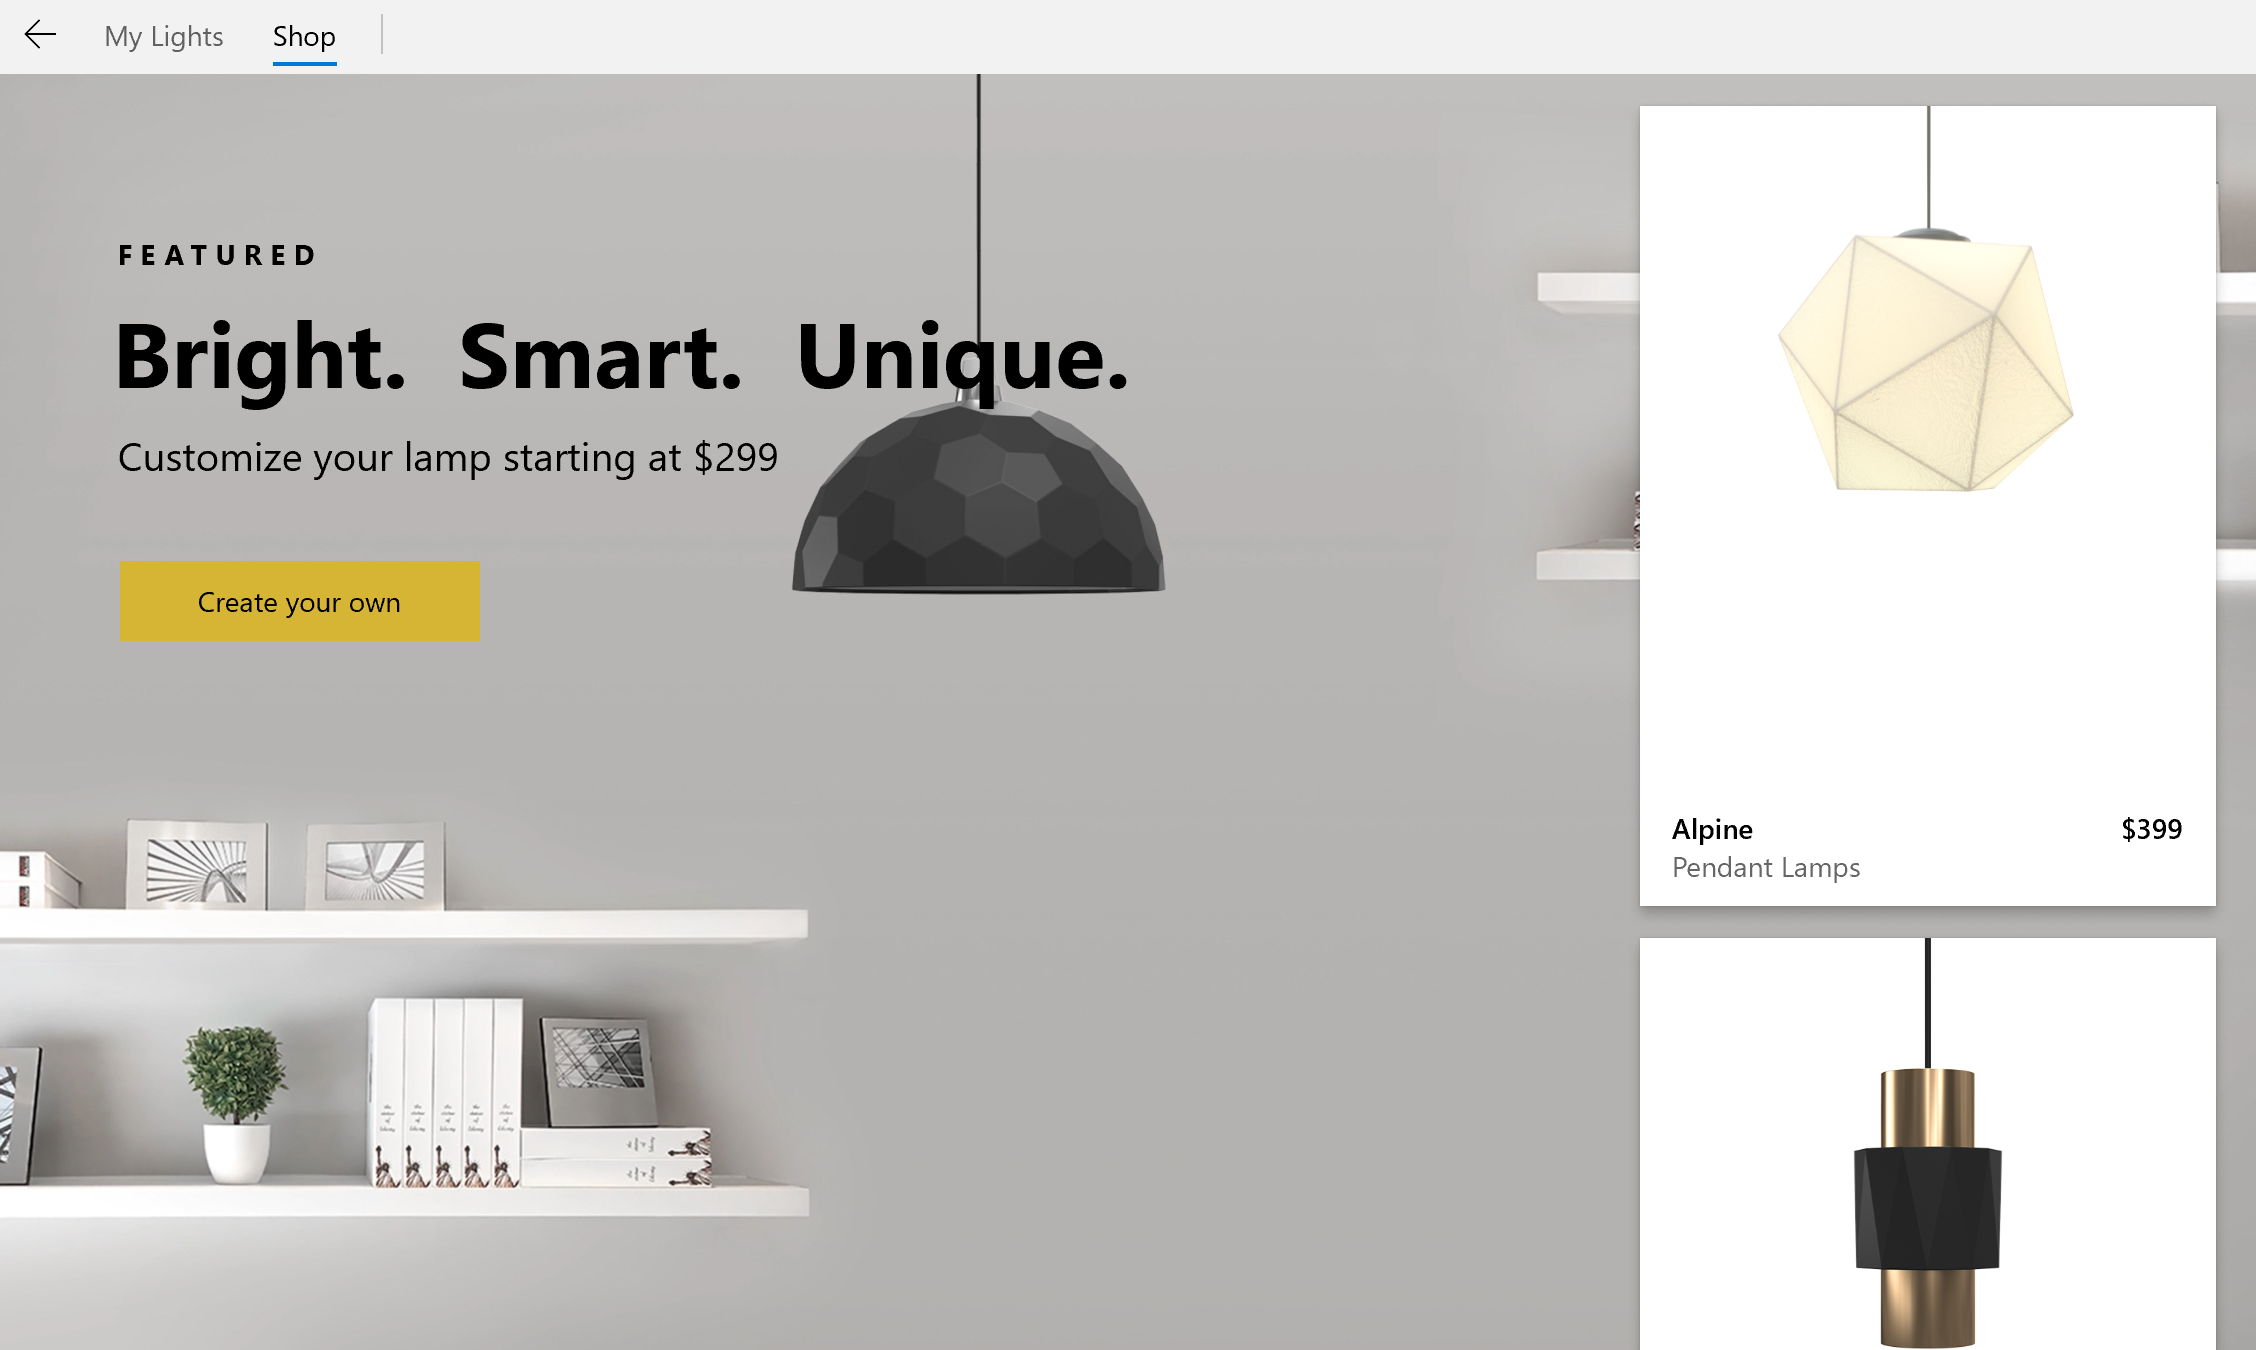 My Lights Shop
FEATURED
Bright. Smart. Unique.
Customize your lamp starting at $299
Create your own
Alpine $399
Pendant Lamps